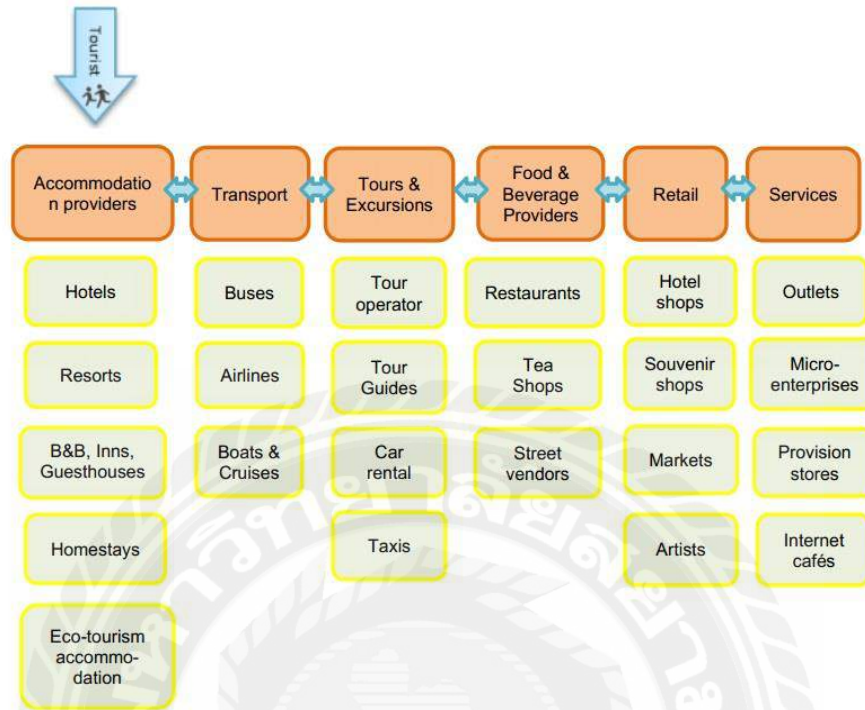 Tourist
Accommodatio
n providers
Transport
Tours &
Excursions
Food &
Beverage
Providers
Retail
Services
Hotels
Buses
Tour
operator
Restaurants
Hotel
shops
Outlets
Resorts
Airlines
Tour
Guides
Tea
Shops
Souvenir
shops
Micro-
enterprises
B&B, Inns,
Guesthouses
Boats &
Cruises
Car
rental
Street
vendors
Markets
Provision
stores
Homestays
Taxis
Artists
Internet
cafés
Eco-tourism
accommo-
dation